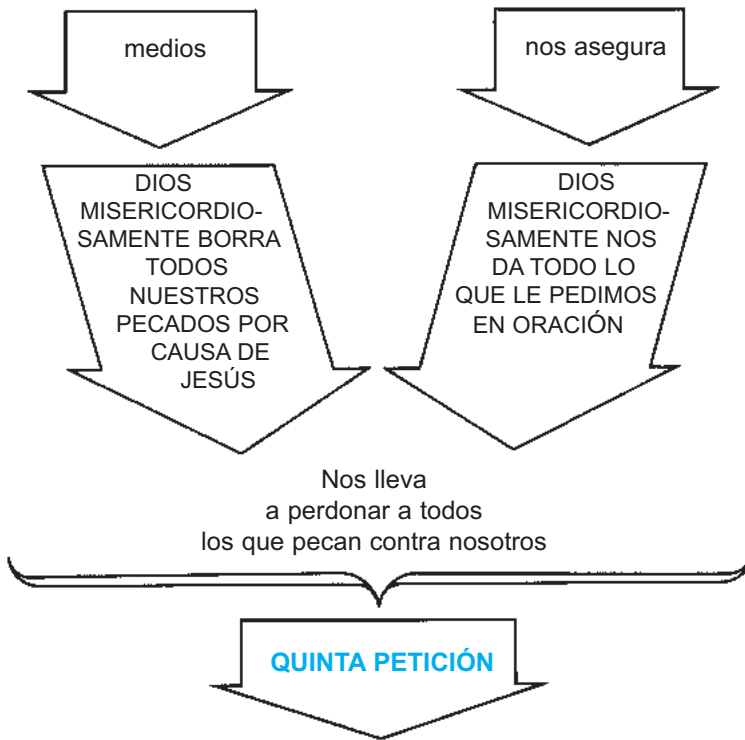 medios
nos asegura
DIOS
MISERICORDIO-
SAMENTE BORRA
TODOS
NUESTROS
PECADOS POR
CAUSA DE
JESÚS
DIOS
MISERICORDIO-
SAMENTE NOS
DA TODO LO
QUE LE PEDIMOS
EN ORACIÓN
Nos lleva
a perdonar a todos
los que pecan contra nosotros
QUINTA PETICIÓN